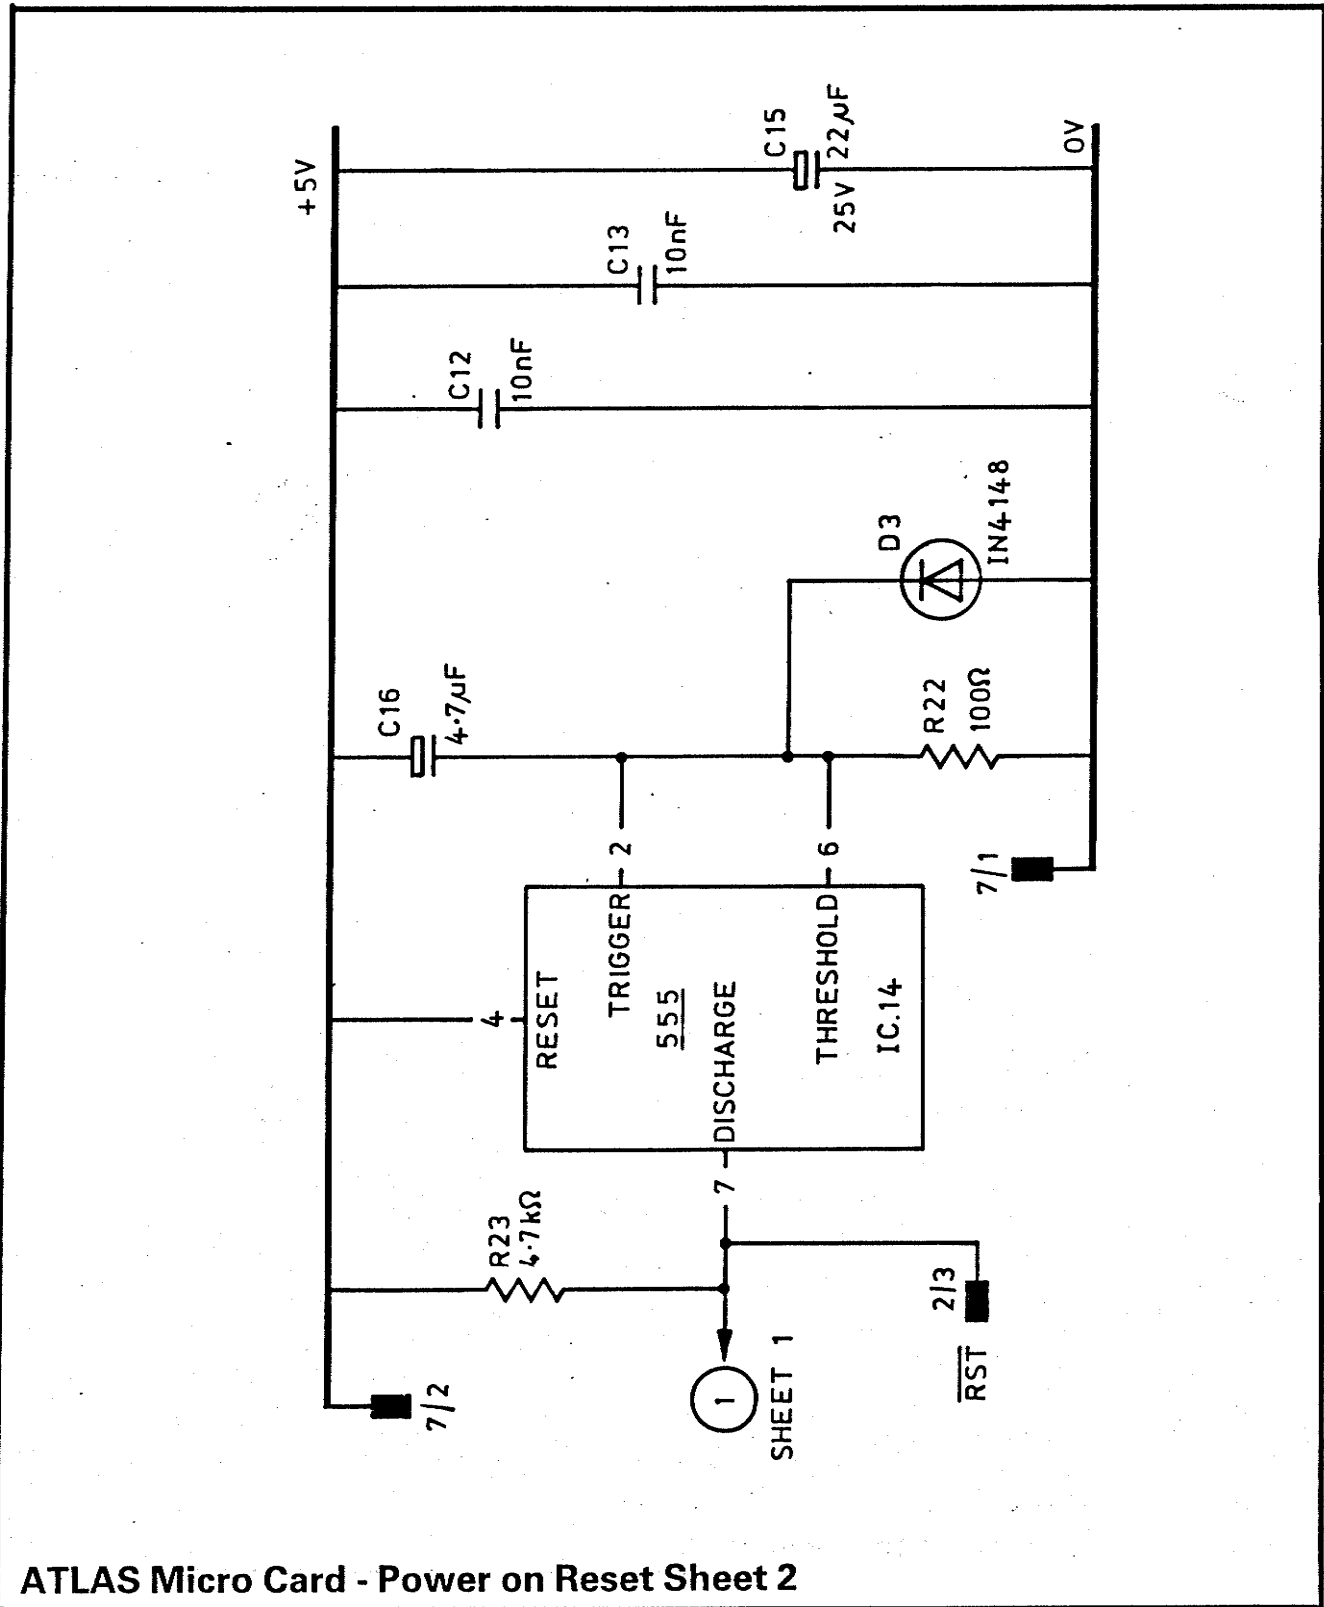 +5V
C15
22µF
25V
0V
C13
10nF
C12
10nF
D3
IN4148
C16
4·7µF
R22
100Ω
2
6
7/1
4
RESET
TRIGGER
555
DISCHARGE
THRESHOLD
IC.14
7
R23
4·7kΩ
2/3
RST
7/2
1
SHEET 1
ATLAS Micro Card - Power on Reset Sheet 2